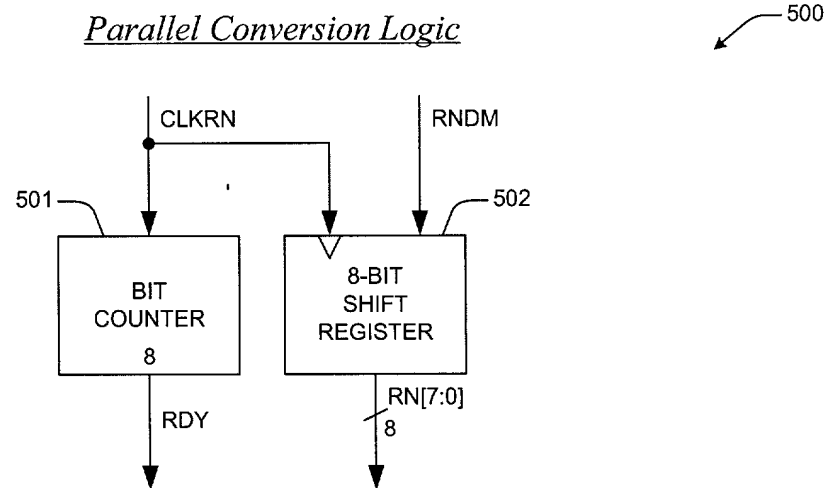 Parallel Conversion Logic
500
CLKRN
RNDM
501
502
BIT
COUNTER
8
8-BIT
SHIFT
REGISTER
RDY
RN[7:0]
8